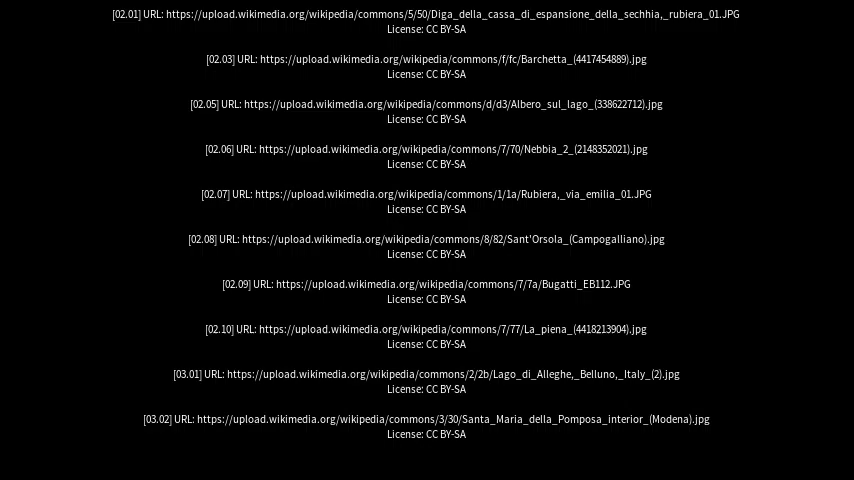 [02.01] URL: https://upload.wikimedia.org/wikipedia/commons/5/50/Diga_della_cassa_di_espansione_della_sechhia,_rubiera_01.JPG
License: CC BY-SA
[02.03] URL: https://upload.wikimedia.org/wikipedia/commons/f/fc/Barchetta_(4417454889).jpg
License: CC BY-SA
[02.05] URL: https://upload.wikimedia.org/wikipedia/commons/d/d3/Albero_sul_lago_(338622712).jpg
License: CC BY-SA
[02.06] URL: https://upload.wikimedia.org/wikipedia/commons/7/70/Nebbia_2_(2148352021).jpg
License: CC BY-SA
[02.07] URL: https://upload.wikimedia.org/wikipedia/commons/1/1a/Rubiera,_via_emilia_01.JPG
License: CC BY-SA
[02.08] URL: https://upload.wikimedia.org/wikipedia/commons/8/82/Sant'Orsola_(Campogalliano).jpg
License: CC BY-SA
[02.09] URL: https://upload.wikimedia.org/wikipedia/commons/7/7a/Bugatti_EB112.JPG
License: CC BY-SA
[02.10] URL: https://upload.wikimedia.org/wikipedia/commons/7/77/La_piena_(4418213904).jpg
License: CC BY-SA
[03.01] URL: https://upload.wikimedia.org/wikipedia/commons/2/2b/Lago_di_Alleghe,_Belluno,_Italy_(2).jpg
License: CC BY-SA
[03.02] URL: https://upload.wikimedia.org/wikipedia/commons/3/30/Santa_Maria_della_Pomposa_interior_(Modena).jpg
License: CC BY-SA